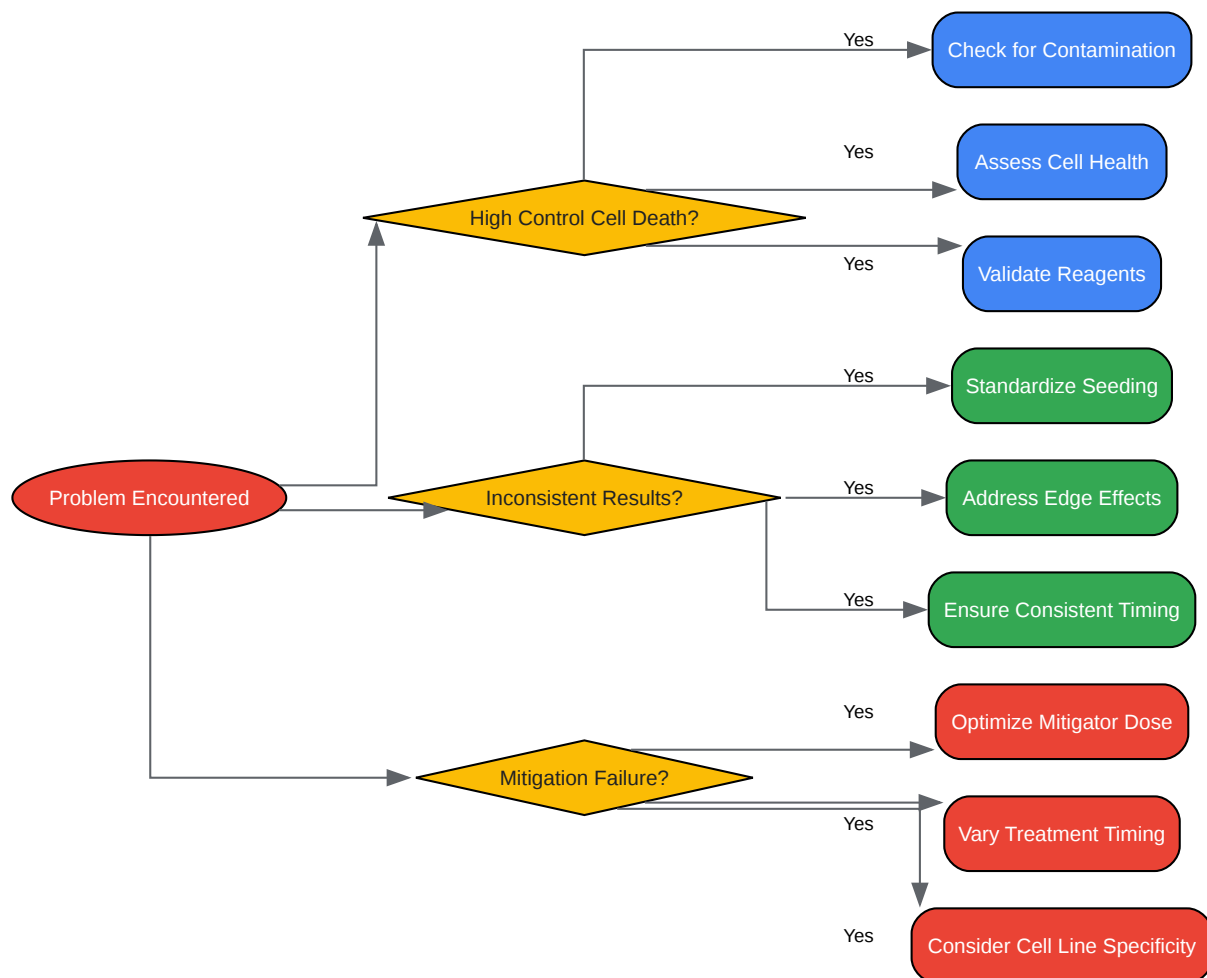 Yes
Check for Contamination
Yes
Assess Cell Health
High Control Cell Death?
Yes
Validate Reagents
Yes
Standardize Seeding
Problem Encountered
Inconsistent Results?
Yes
Address Edge Effects
Yes
Ensure Consistent Timing
Yes
Optimize Mitigator Dose
Mitigation Failure?
Yes
Vary Treatment Timing
Yes
Consider Cell Line Specificity